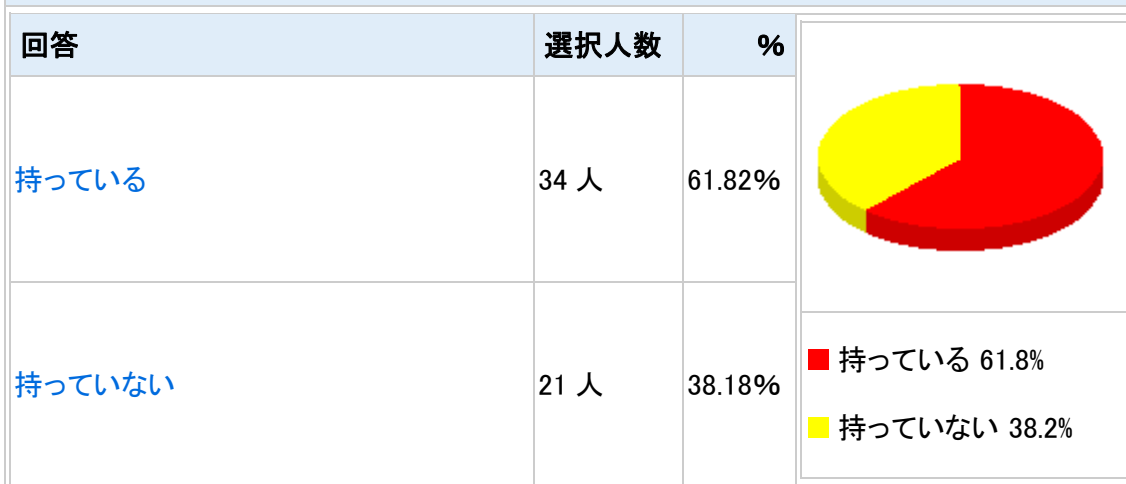 回答 選択人数 %
持っている 34 人 61.82%
持っていない 21 人 38.18%
持っている 61.8%
持っていない 38.2%